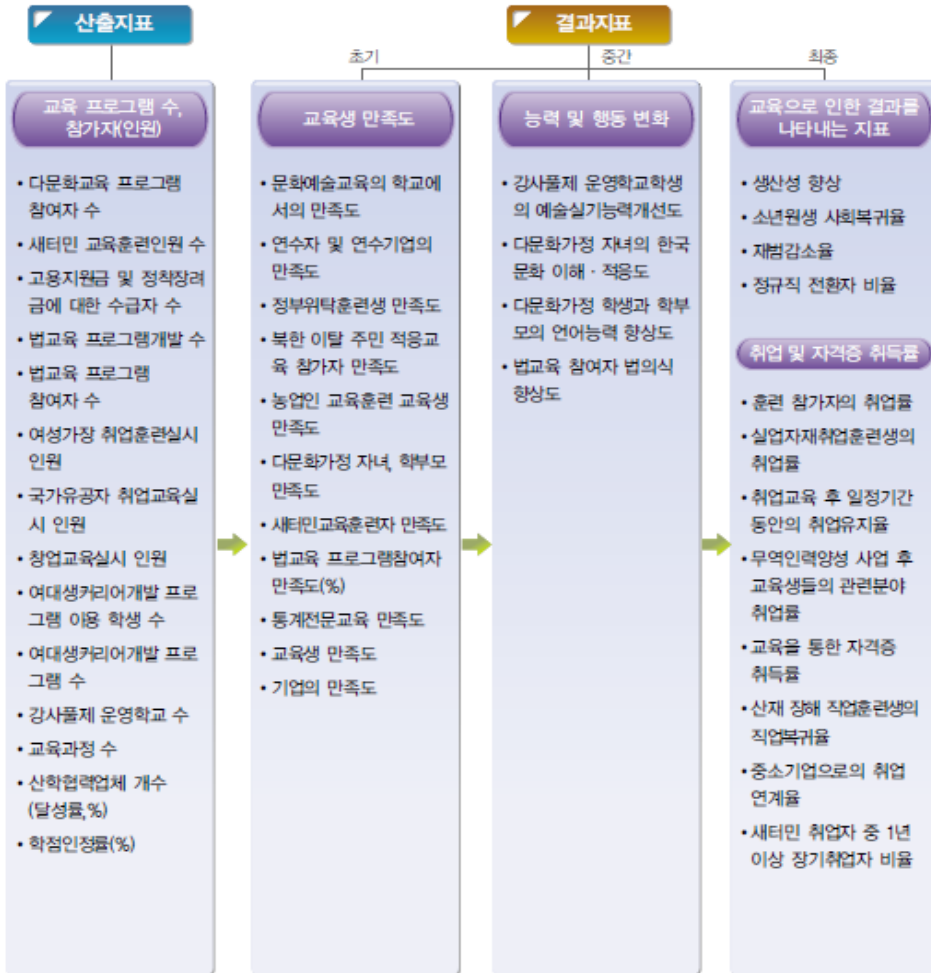 산출지표
결과지표
초기
중간
최종
교육 프로그램 수,
참가자(인원)
• 다문화교육 프로그램
참여자 수
• 새터민 교육훈련인원 수
• 고용지원금 및 정착장려
금에 대한 수급자 수
• 법교육 프로그램개발 수
• 법교육 프로그램
참여자 수
• 여성가장 취업훈련실시
인원
• 국가유공자 취업교육실
시 인원
• 창업교육실시 인원
• 여대생커리어개발 프로
그램 이용 학생 수
• 여대생커리어개발 프로
그램 수
• 강사풀제 운영학교 수
• 교육과정 수
• 산학협력업체 개수
(달성률,%)
• 학점인정률(%)
교육생 만족도
• 문화예술교육의 학교에
서의 만족도
• 연수자 및 연수기업의
만족도
• 정부위탁훈련생 만족도
• 북한 이탈 주민 적응교
육 참가자 만족도
• 농업인 교육훈련 교육생
만족도
• 다문화가정 자녀, 학부모
만족도
• 새터민교육훈련자 만족도
• 법교육 프로그램참여자
만족도(%)
• 통계전문교육 만족도
• 교육생 만족도
• 기업의 만족도
능력 및 행동 변화
• 강사풀제 운영학교학생
의 예술실기능력개선도
• 다문화가정 자녀의 한국
문화 이해 · 적응도
• 다문화가정 학생과 학부
모의 언어능력 향상도
• 법교육 참여자 법의식
향상도
교육으로 인한 결과를
나타내는 지표
• 생산성 향상
• 소년원생 사회복귀율
• 재범감소율
• 정규직 전환자 비율
취업 및 자격증 취득률
• 훈련 참가자의 취업률
• 실업자재취업훈련생의
취업률
• 취업교육 후 일정기간
동안의 취업유지율
• 무역인력양성 사업 후
교육생들의 관련분야
취업률
• 교육을 통한 자격증
취득률
• 산재 장해 직업훈련생의
직업복귀율
• 중소기업으로의 취업
연계율
• 새터민 취업자 중 1년
이상 장기취업자 비율